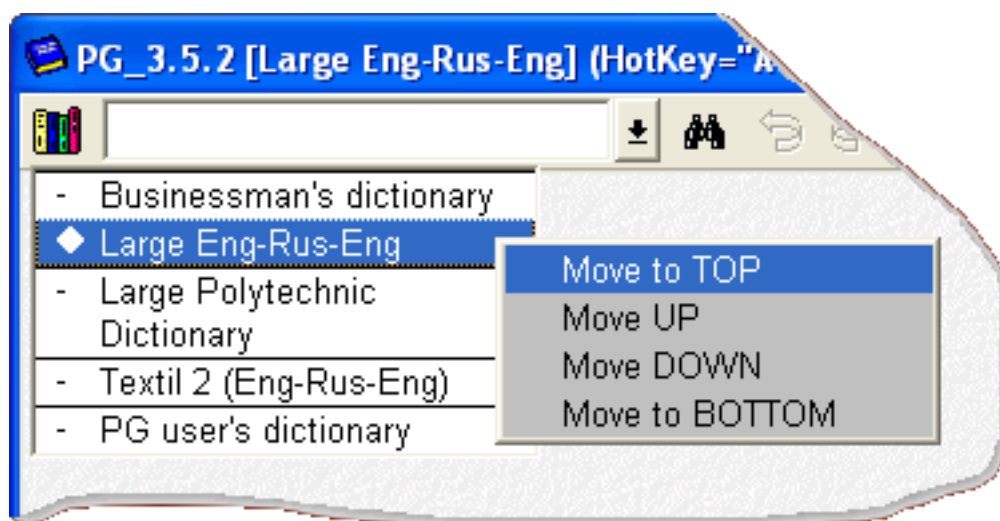 PG_3.5.2 [Large Eng-Rus-Eng] (HotKey="A
- Businessman's dictionary
Large Eng-Rus-Eng
- Large Polytechnic
Dictionary
- Textil 2 (Eng-Rus-Eng)
- PG user's dictionary
Move to TOP
Move UP
Move DOWN
Move to BOTTOM